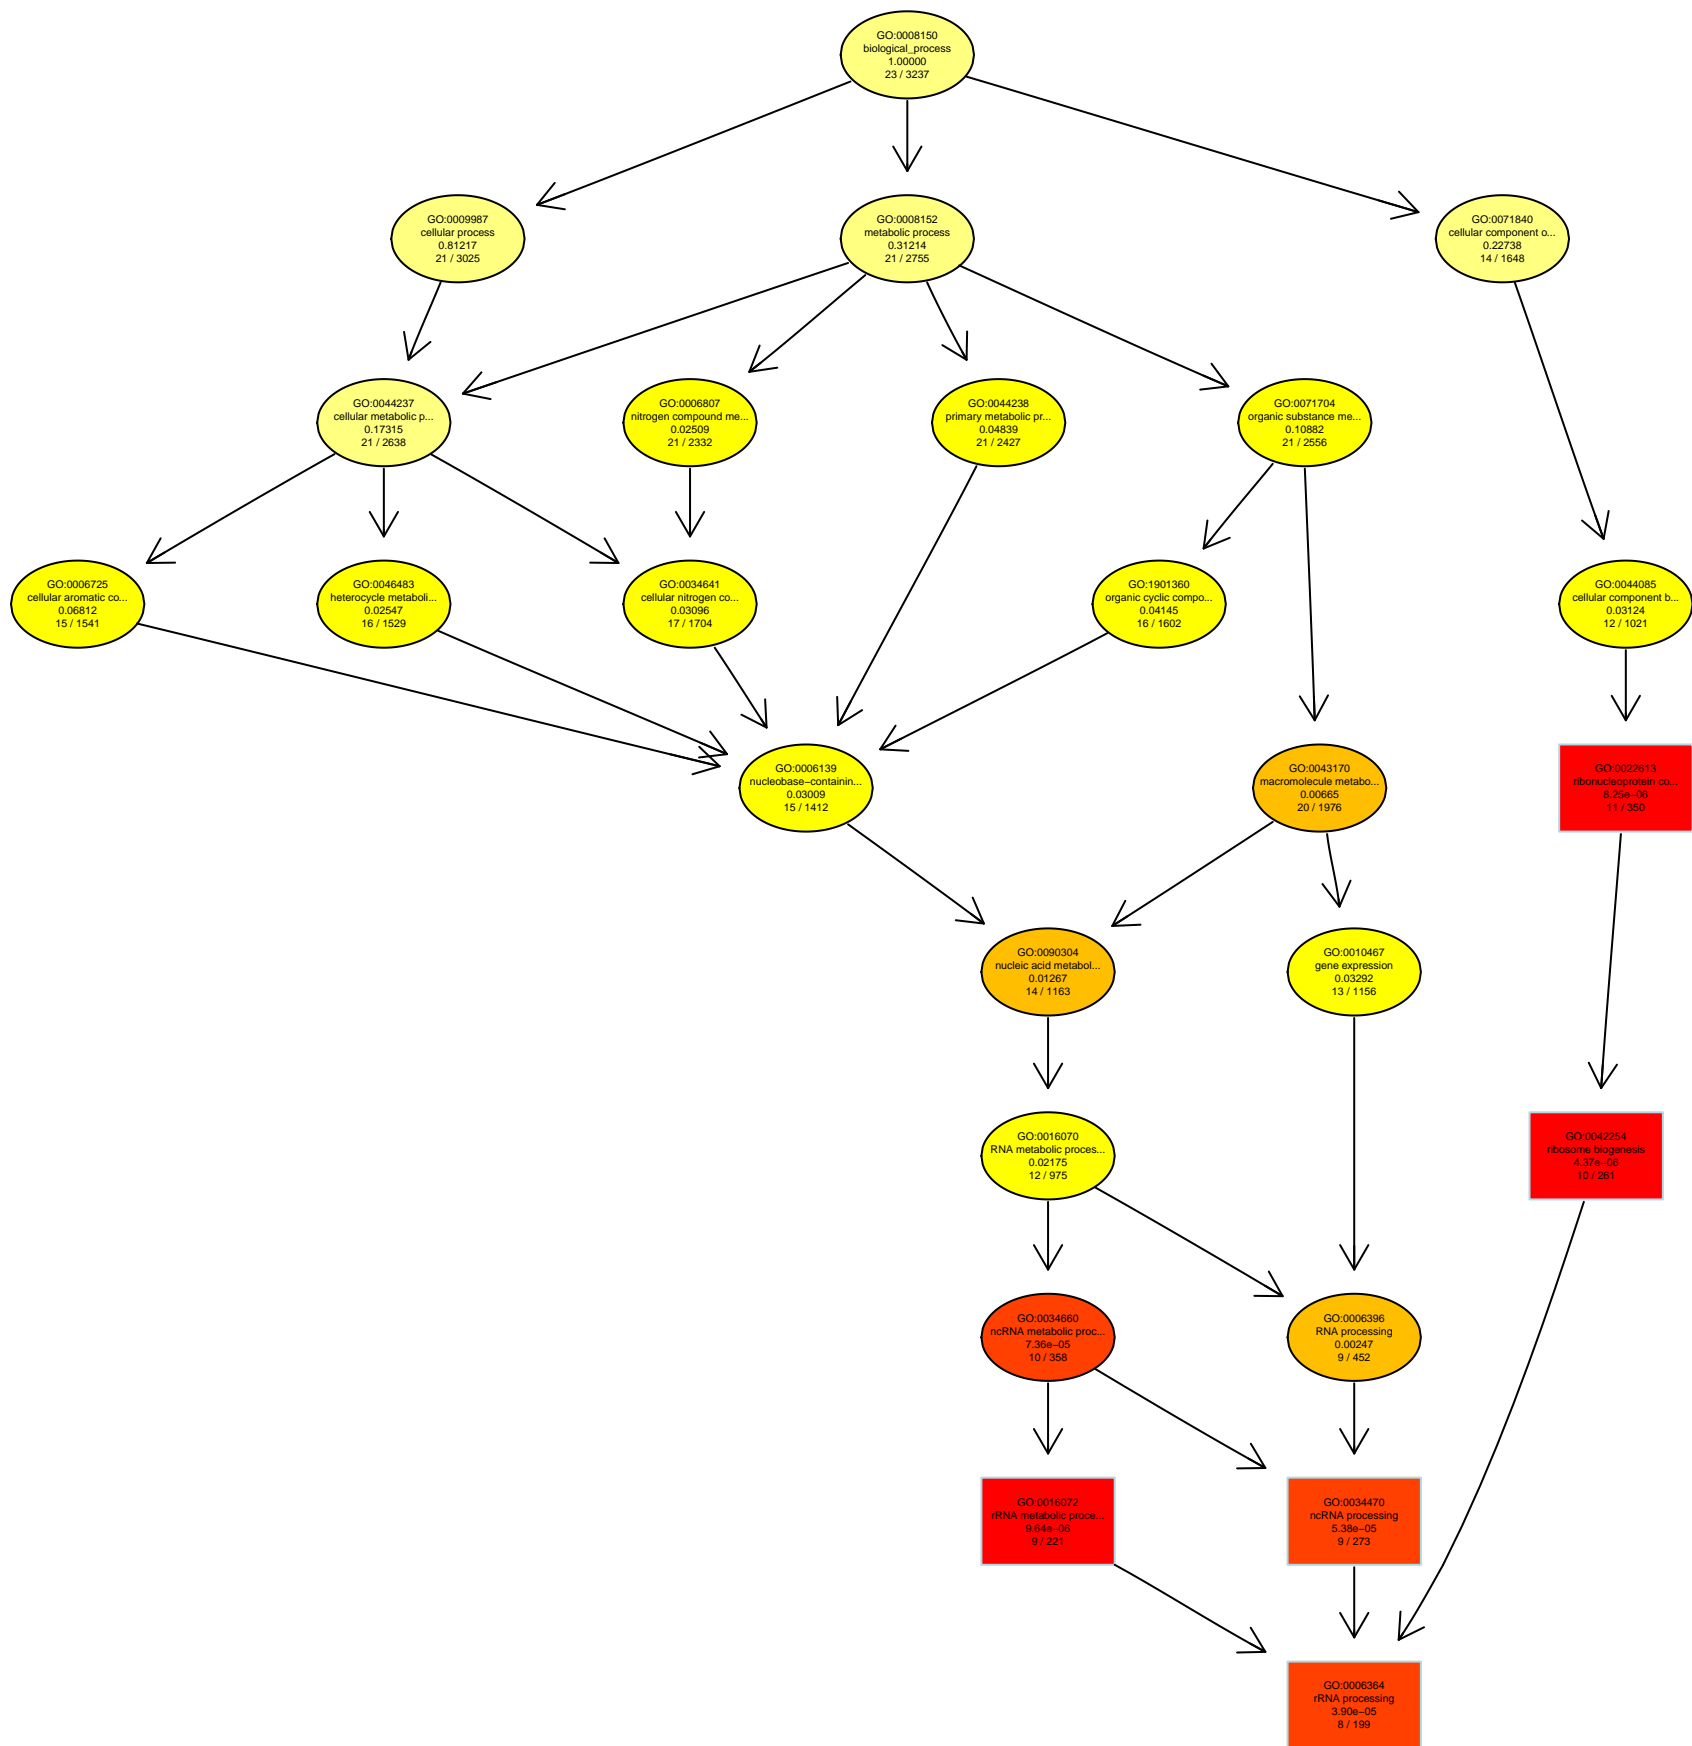 GO:0008150
biological_process
1.00000
23 / 3237
GO:0009987
cellular process
0.81217
21 / 3025
GO:0008152
metabolic process
0.31214
21 / 2755
GO:0071840
cellular component o...
0.22738
14 / 1648
GO:0044237
cellular metabolic p...
0.17315
21 / 2638
GO:0006807
nitrogen compound me...
0.02509
21 / 2332
GO:0044238
primary metabolic pr...
0.04839
21 / 2427
GO:0071704
organic substance me...
0.10882
21 / 2556
GO:0006725
cellular aromatic co...
0.06812
15 / 1541
GO:0046483
heterocycle metaboli...
0.02547
16 / 1529
GO:0034641
cellular nitrogen co...
0.03096
17 / 1704
GO:1901360
organic cyclic compo...
0.04145
16 / 1602
GO:0044085
cellular component b...
0.03124
12 / 1021
GO:0006139
nucleobase−containin...
0.03009
15 / 1412
GO:0043170
macromolecule metabo...
0.00665
20 / 1976
GO:0022613
ribonucleoprotein co...
8.25e−06
11 / 350
GO:0090304
nucleic acid metabol...
0.01267
14 / 1163
GO:0010467
gene expression
0.03292
13 / 1156
GO:0016070
RNA metabolic proces...
0.02175
12 / 975
GO:0042254
ribosome biogenesis
4.37e−06
10 / 261
GO:0034660
ncRNA metabolic proc...
7.36e−05
10 / 358
GO:0006396
RNA processing
0.00247
9 / 452
GO:0016072
rRNA metabolic proce...
9.64e−06
9 / 221
GO:0034470
ncRNA processing
5.38e−05
9 / 273
GO:0006364
rRNA processing
3.90e−05
8 / 199